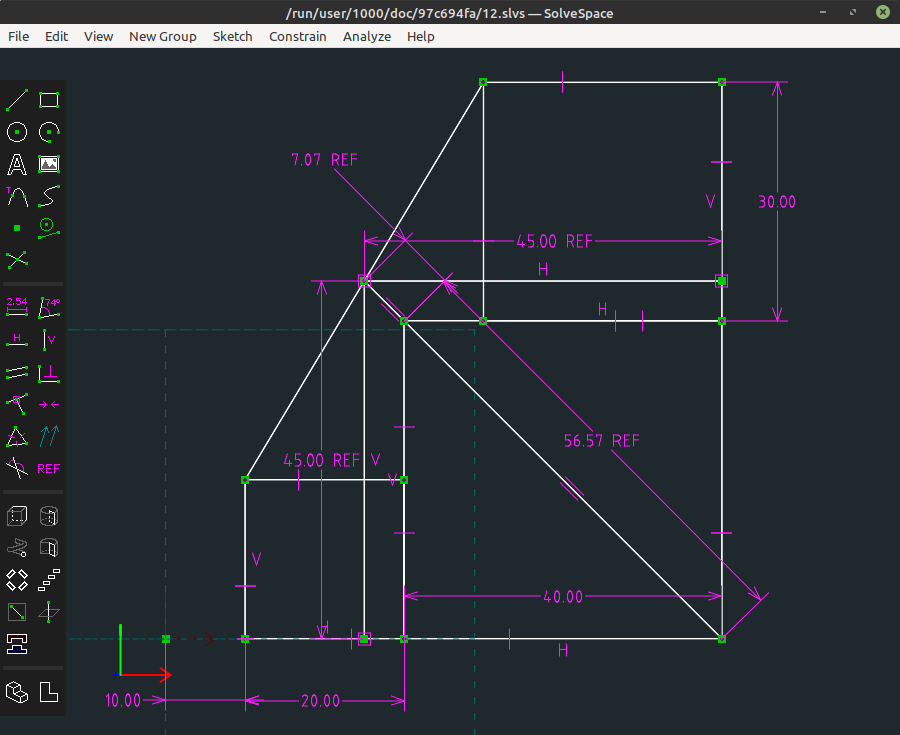 /run/user/1000/doc/97c694fa/12.slvs — SolveSpace
File Edit View New Group Sketch Constrain Analyze Help
7.07 REF
V
30.00
45.00 REF
H
H
2.54
74°
H
V
56.57 REF
45.00 REF V
REF
V
V
40.00
H
H
10.00
20.00